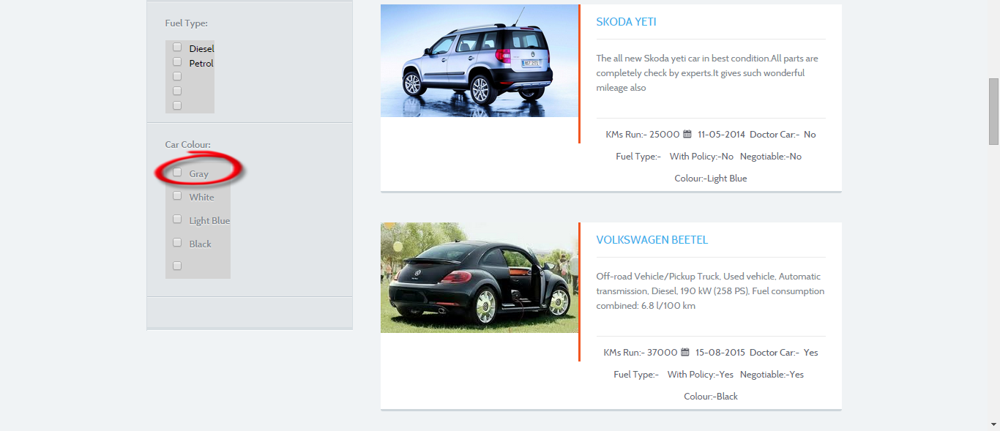 Fuel Type:
Diesel
Petrol
Car Colour:
Gray
White
Light Blue
Black
SKODA YETI
The all new Skoda yeti car in best condition.All parts are
completely check by experts.It gives such wonderful
mileage also
KMs Run:- 25000 11-05-2014 Doctor Car:- No
Fuel Type:- With Policy:-No Negotiable:-No
Colour:-Light Blue
VOLKSWAGEN BEETEL
Off-road Vehicle/Pickup Truck, Used vehicle, Automatic
transmission, Diesel, 190 kW (258 PS), Fuel consumption
combined: 6.8 l/100 km
KMs Run:- 37000 15-08-2015 Doctor Car:- Yes
Fuel Type:- With Policy:-Yes Negotiable:-Yes
Colour:-Black